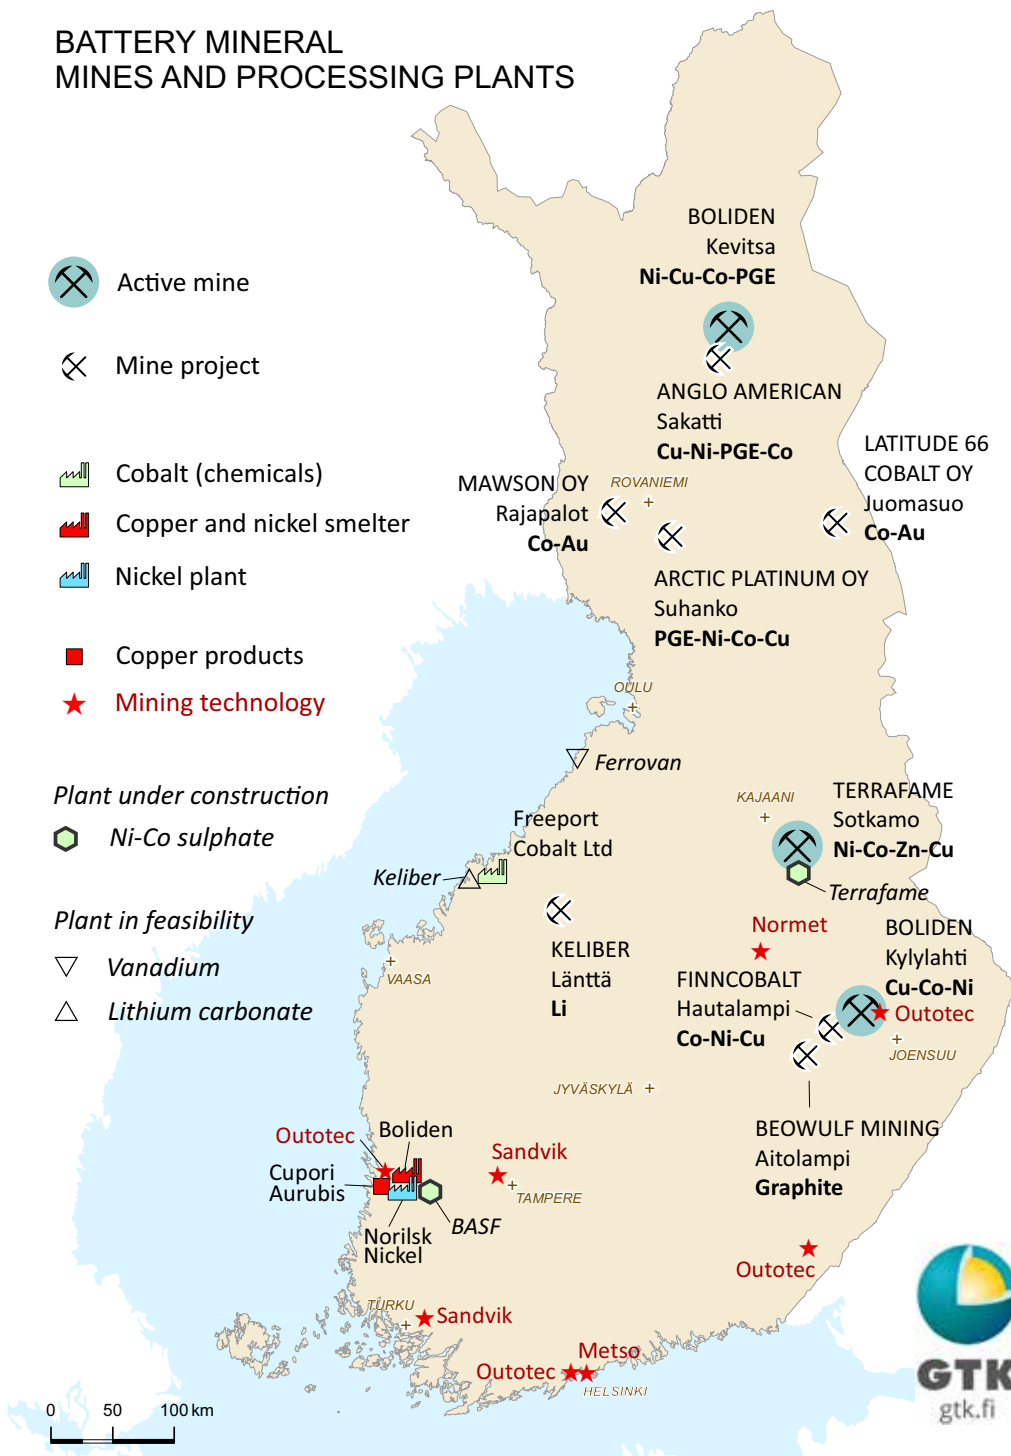 BATTERY MINERAL
MINES AND PROCESSING PLANTS
Active mine
Mine project
Cobalt (chemicals)
Copper and nickel smelter
Nickel plant
Copper products
Mining technology
Plant under construction
Ni-Co sulphate
Plant in feasibility
Vanadium
Lithium carbonate
BOLIDEN
Kevitsa
Ni-Cu-Co-PGE
ANGLO AMERICAN
Sakatti
Cu-Ni-PGE-Co
LATITUDE 66
COBALT OY
Juomasuo
Co-Au
MAWSON OY
Rajapalot
Co-Au
ROVANIEMI
ARCTIC PLATINUM OY
Suhanko
PGE-Ni-Co-Cu
OULU
Ferrovan
KAJAANI
TERRAFAME
Sotkamo
Ni-Co-Zn-Cu
Terrafame
Freeport
Cobalt Ltd
Keliber
KELIBER
Länttä
Li
VAASA
Normet
BOLIDEN
Kylylahti
Cu-Co-Ni
Outotec
FINNCOBALT
Hautalampi
Co-Ni-Cu
JOENSUU
JYVÄSKYLÄ
BEOWULF MINING
Aitolampi
Graphite
Outotec
Boliden
Cupori
Aurubis
Norilsk
Nickel
BASF
Sandvik
TAMPERE
Outotec
TURKU
Sandvik
Metso
Outotec
HELSINKI
0 50 100 km
GTK
gtk.fi